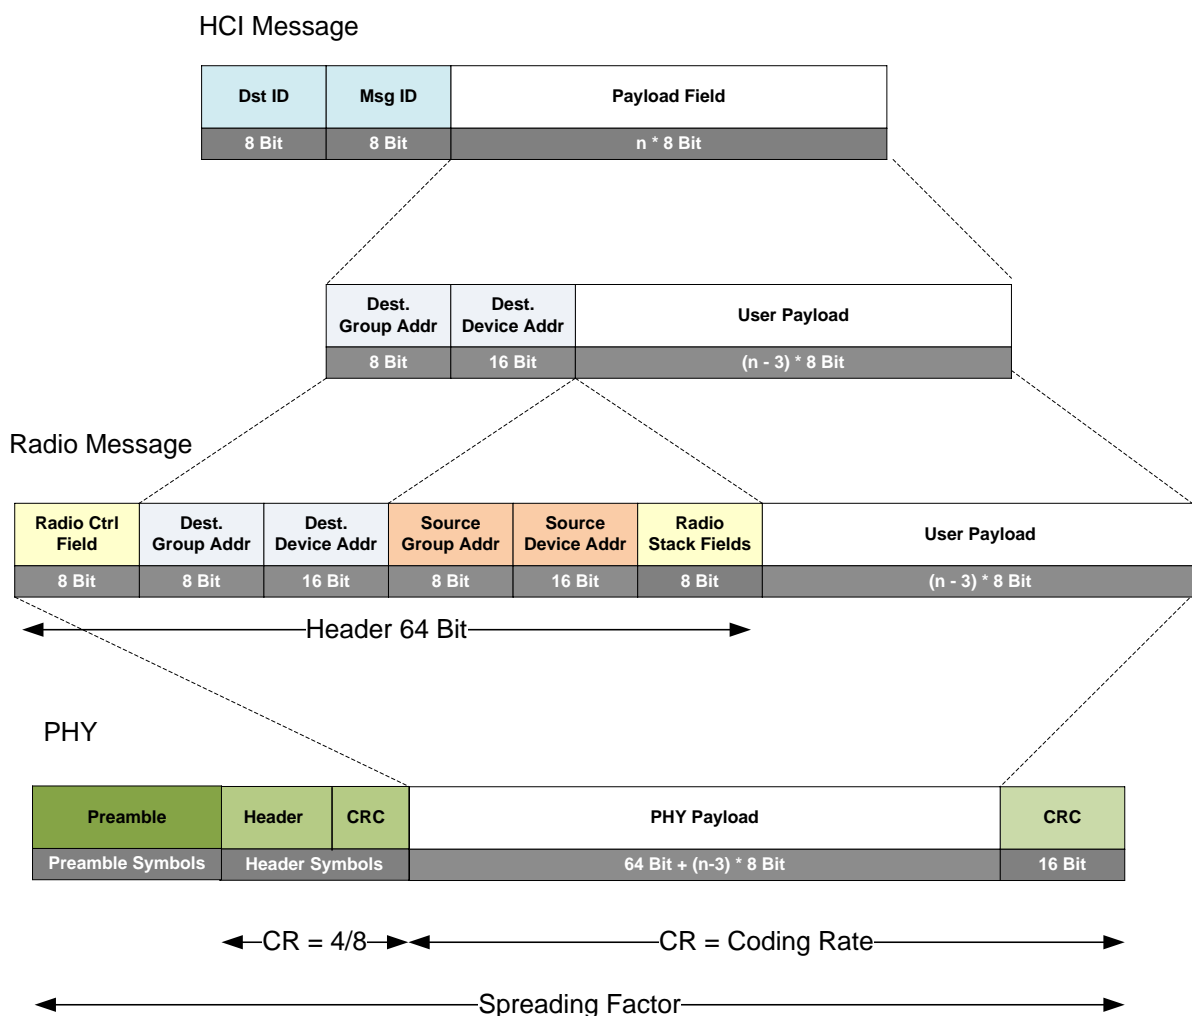 HCI Message
Dst ID Msg ID Payload Field
8 Bit 8 Bit n * 8 Bit
Dest. Group Addr Dest. Device Addr User Payload
8 Bit 16 Bit (n - 3) * 8 Bit
Radio Message
Radio Ctrl Field Dest. Group Addr Dest. Device Addr Source Group Addr Source Device Addr Radio Stack Fields User Payload
8 Bit 8 Bit 16 Bit 8 Bit 16 Bit 8 Bit (n - 3) * 8 Bit
Header 64 Bit
PHY
Preamble Header CRC PHY Payload CRC
Preamble Symbols Header Symbols 64 Bit + (n-3) * 8 Bit 16 Bit
CR = 4/8 CR = Coding Rate
Spreading Factor